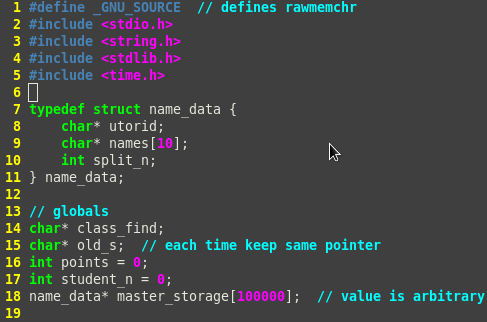 1 #define _GNU_SOURCE  // defines rawmemchr
2 #include <stdio.h>
3 #include <string.h>
4 #include <stdlib.h>
5 #include <time.h>
6
7 typedef struct name_data {
8     char* utorid;
9     char* names[10];
10     int split_n;
11 } name_data;
12
13 // globals
14 char* class_find;
15 char* old_s;  // each time keep same pointer
16 int points = 0;
17 int student_n = 0;
18 name_data* master_storage[100000];  // value is arbitrary
19